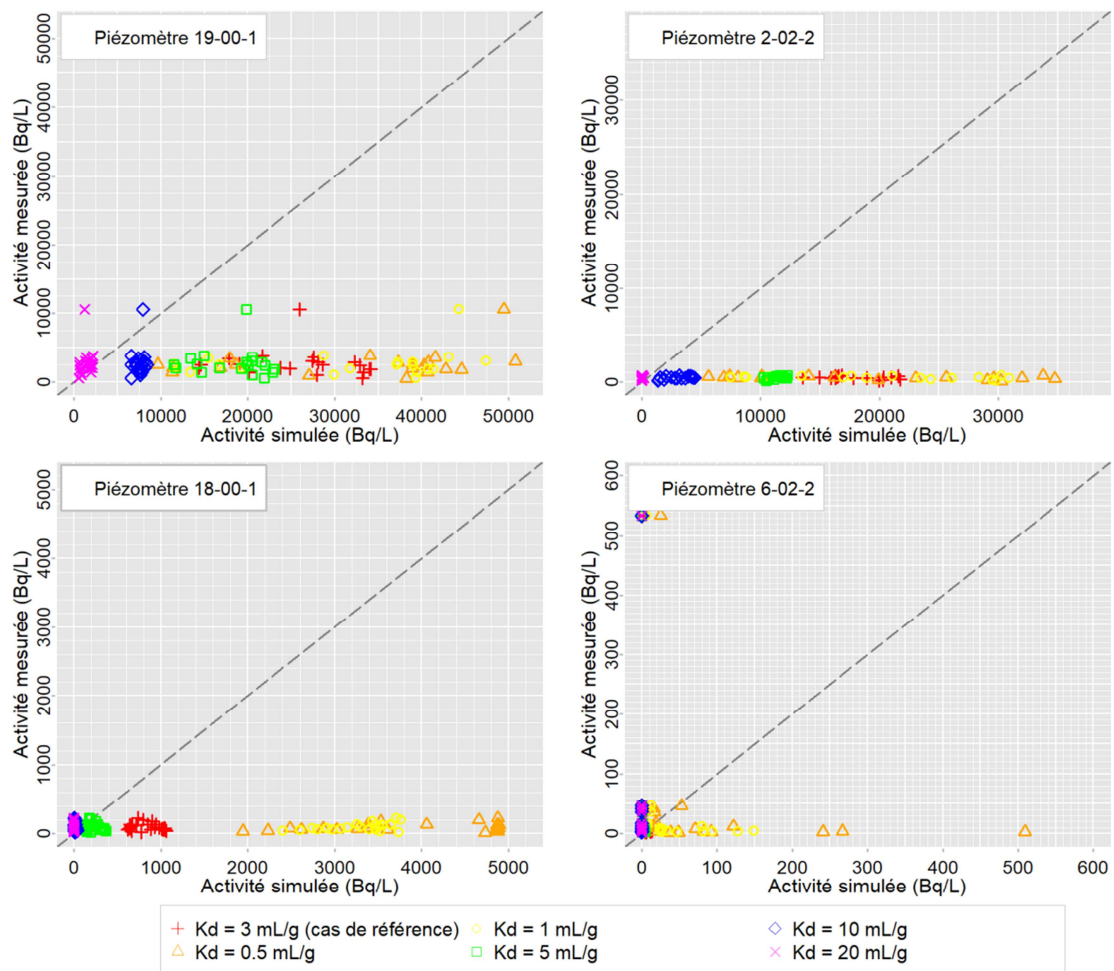 Piézomètre 19-00-1
Activité mesurée (Bq/L)
50000
40000
30000
20000
10000
0
0 10000 20000 30000 40000 50000
Activité simulée (Bq/L)
Piézomètre 2-02-2
Activité mesurée (Bq/L)
30000
20000
10000
0
0 10000 20000 30000
Activité simulée (Bq/L)
Piézomètre 18-00-1
Activité mesurée (Bq/L)
5000
4000
3000
2000
1000
0
0 1000 2000 3000 4000 5000
Activité simulée (Bq/L)
Piézomètre 6-02-2
Activité mesurée (Bq/L)
600
500
400
300
200
100
0
0 100 200 300 400 500 600
Activité simulée (Bq/L)
Kd = 3 mL/g (cas de référence) Kd = 1 mL/g Kd = 10 mL/g
Kd = 0.5 mL/g Kd = 5 mL/g Kd = 20 mL/g